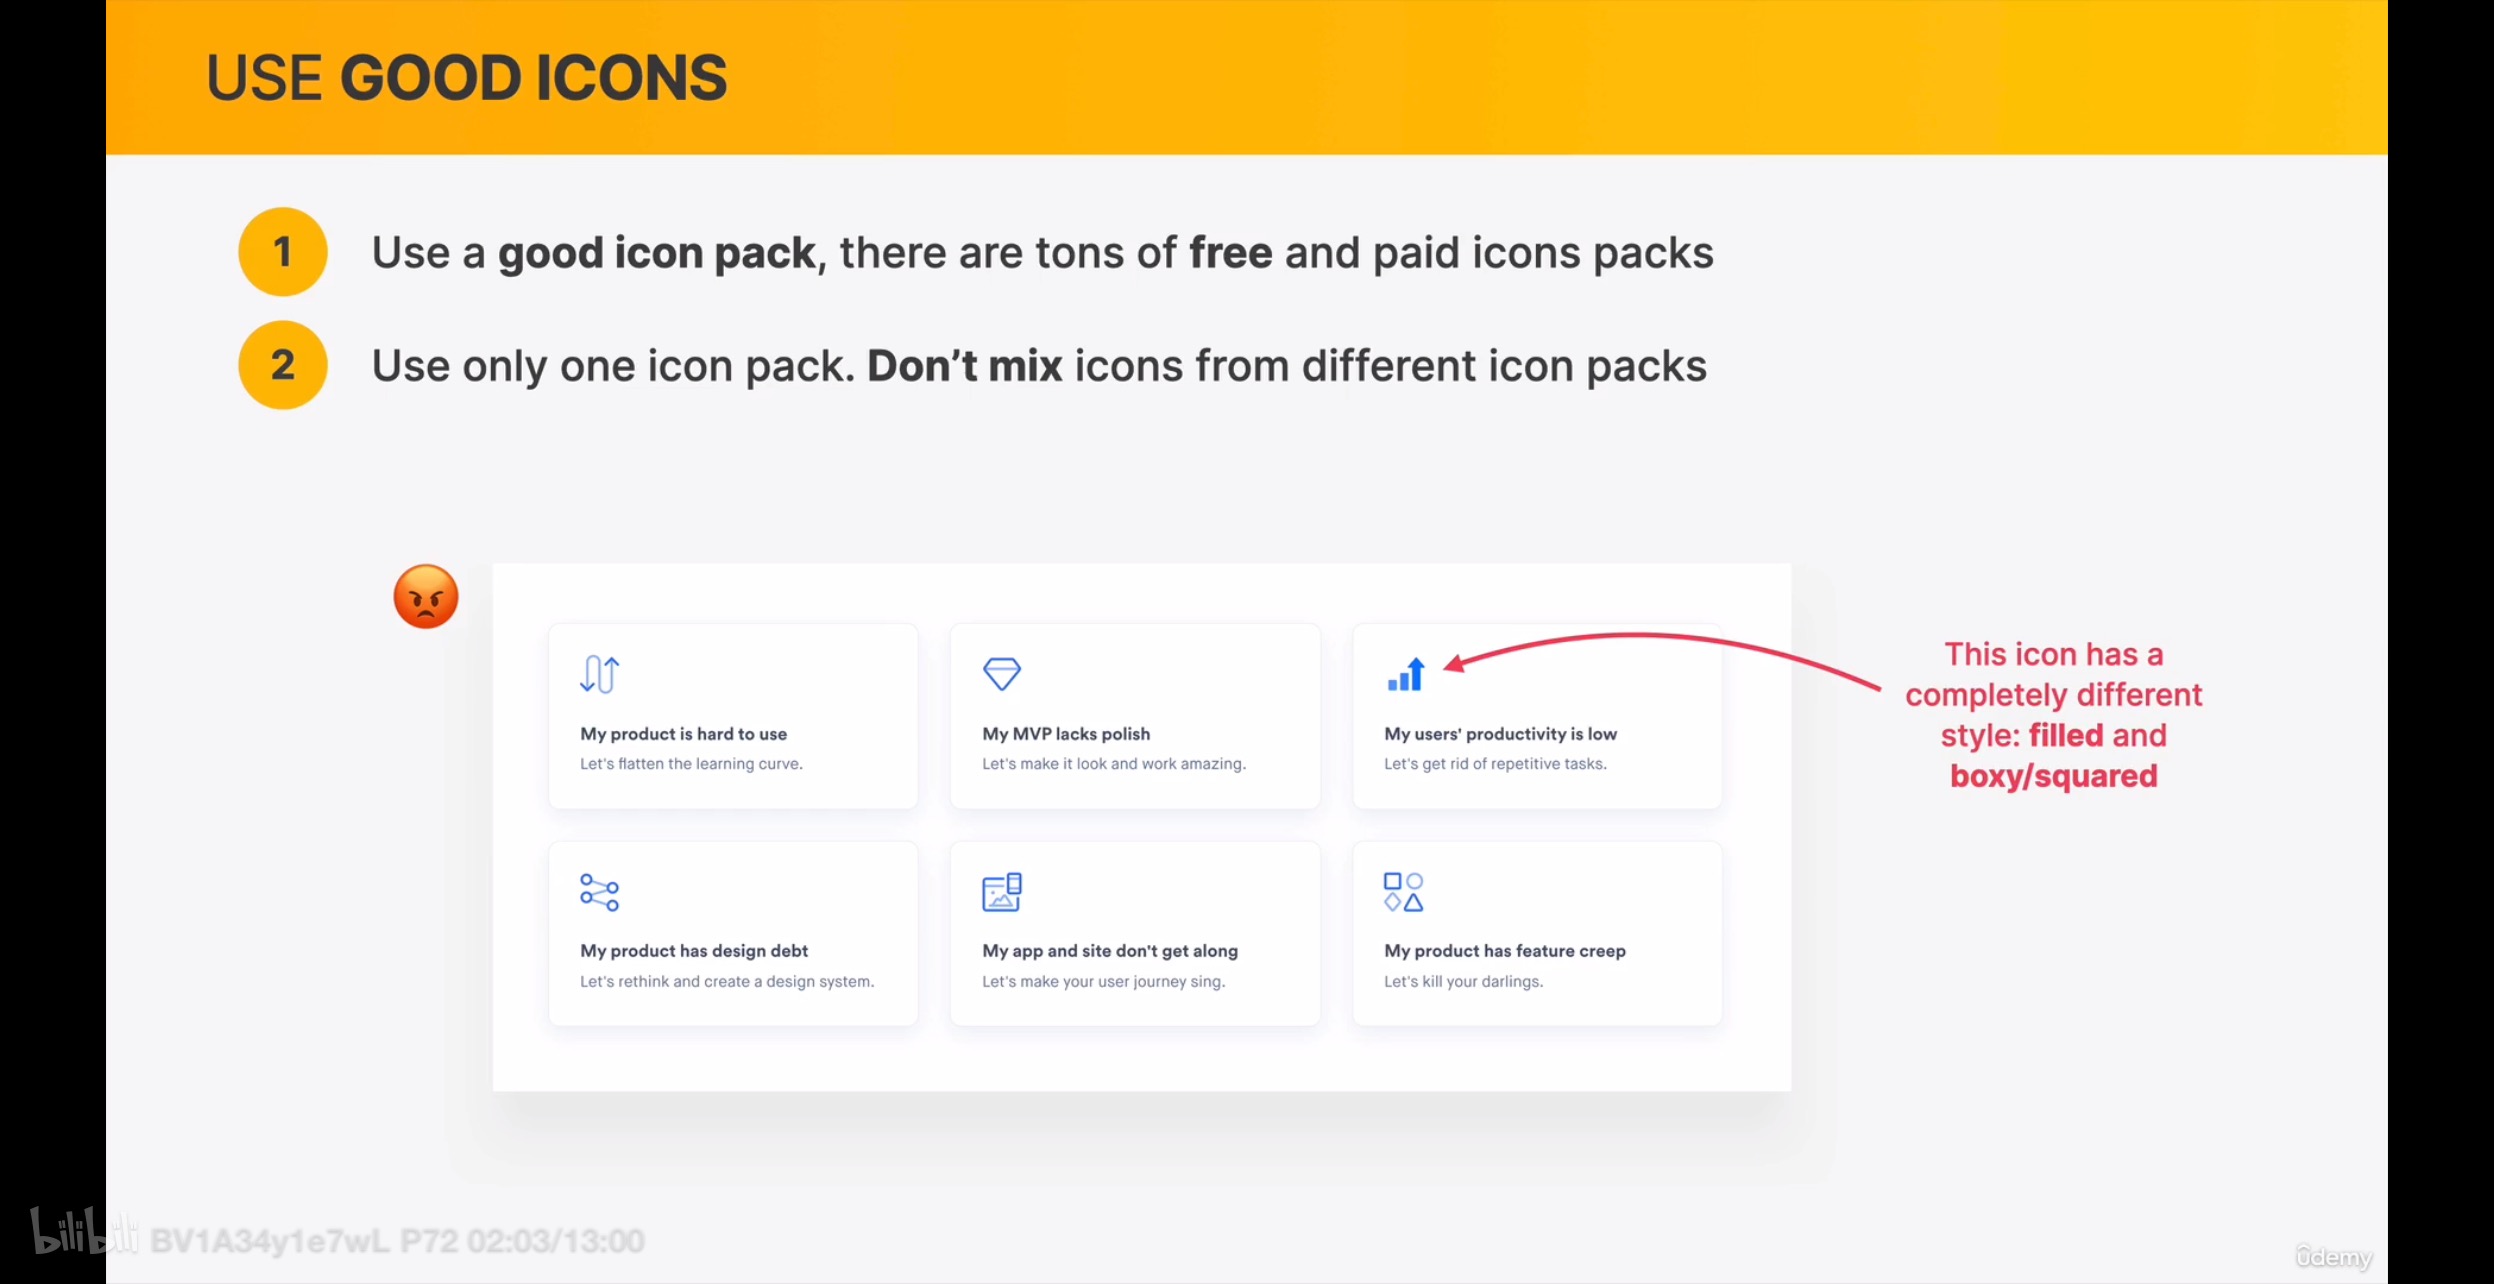 USE GOOD ICONS
1
Use a good icon pack, there are tons of free and paid icons packs
2
Use only one icon pack. Don’t mix icons from different icon packs
My product is hard to use
Let's flatten the learning curve.
My MVP lacks polish
Let's make it look and work amazing.
My users' productivity is low
Let's get rid of repetitive tasks.
This icon has a
completely different
style: filled and
boxy/squared
My product has design debt
Let's rethink and create a design system.
My app and site don't get along
Let's make your user journey sing.
My product has feature creep
Let's kill your darlings.
bilibili BV1A34y1e7wL P72 02:03/13:00
ûdemy